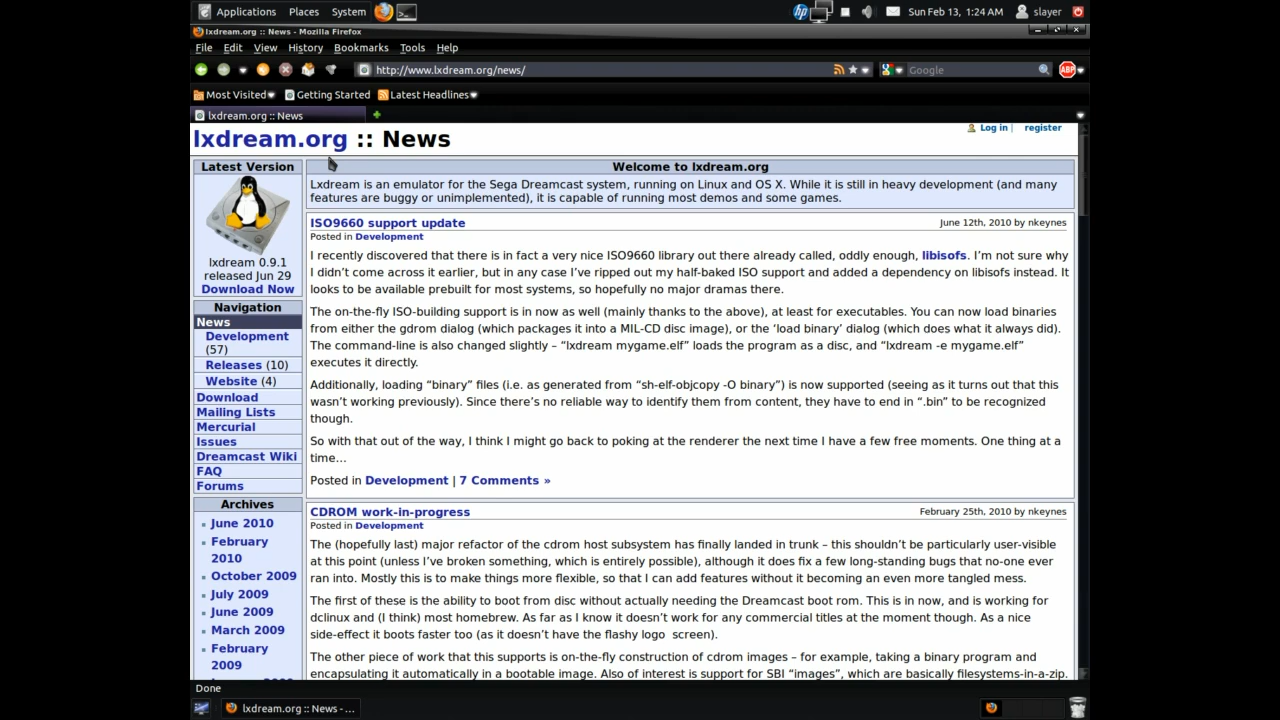 Applications Places System
Sun Feb 13, 1:24 AM
slayer
lxdream.org :: News - Mozilla Firefox
File Edit View History Bookmarks Tools Help
http://www.lxdream.org/news/
Google
ABP
Most Visited
Getting Started
Latest Headlines
lxdream.org :: News
lxdream.org :: News
Log in | register
Latest Version
lxdream 0.9.1
released Jun 29
Download Now
Navigation
News
Development
(57)
Releases (10)
Website (4)
Download
Mailing Lists
Mercurial
Issues
Dreamcast Wiki
FAQ
Forums
Archives
June 2010
February
2010
October 2009
July 2009
June 2009
March 2009
February
2009
Welcome to lxdream.org
Lxdream is an emulator for the Sega Dreamcast system, running on Linux and OS X. While it is still in heavy development (and many
features are buggy or unimplemented), it is capable of running most demos and some games.
ISO9660 support update
June 12th, 2010 by nkeynes
Posted in Development
I recently discovered that there is in fact a very nice ISO9660 library out there already called, oddly enough, libisofs. I’m not sure why
I didn’t come across it earlier, but in any case I’ve ripped out my half-baked ISO support and added a dependency on libisofs instead. It
looks to be available prebuilt for most systems, so hopefully no major dramas there.
The on-the-fly ISO-building support is in now as well (mainly thanks to the above), at least for executables. You can now load binaries
from either the gdrom dialog (which packages it into a MIL-CD disc image), or the ‘load binary’ dialog (which does what it always did).
The command-line is also changed slightly – “lxdream mygame.elf” loads the program as a disc, and “lxdream -e mygame.elf”
executes it directly.
Additionally, loading “binary” files (i.e. as generated from “sh-elf-objcopy -O binary”) is now supported (seeing as it turns out that this
wasn’t working previously). Since there’s no reliable way to identify them from content, they have to end in “.bin” to be recognized
though.
So with that out of the way, I think I might go back to poking at the renderer the next time I have a few free moments. One thing at a
time…
Posted in Development | 7 Comments »
CDROM work-in-progress
February 25th, 2010 by nkeynes
Posted in Development
The (hopefully last) major refactor of the cdrom host subsystem has finally landed in trunk – this shouldn’t be particularly user-visible
at this point (unless I’ve broken something, which is entirely possible), although it does fix a few long-standing bugs that no-one ever
ran into. Mostly this is to make things more flexible, so that I can add features without it becoming an even more tangled mess.
The first of these is the ability to boot from disc without actually needing the Dreamcast boot rom. This is in now, and is working for
dclinux and (I think) most homebrew. As far as I know it doesn’t work for any commercial titles at the moment though. As a nice
side-effect it boots faster too (as it doesn’t have the flashy logo screen).
The other piece of work that this supports is on-the-fly construction of cdrom images – for example, taking a binary program and
encapsulating it automatically in a bootable image. Also of interest is support for SBI “images”, which are basically filesystems-in-a-zip.
Done
lxdream.org :: News - ...